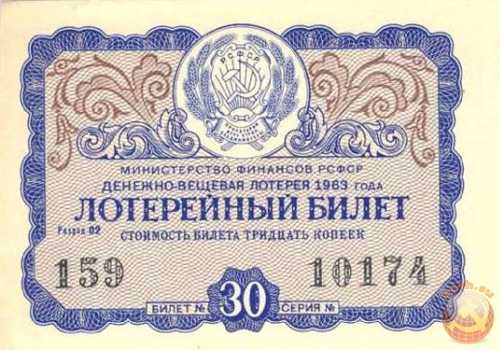 РСФСР
МИНИСТЕРСТВО ФИНАНСОВ РСФСР
ДЕНЕЖНО-ВЕЩЕВАЯ ЛОТЕРЕЯ 1963 ГОДА
ЛОТЕРЕЙНЫЙ БИЛЕТ
Разряд 02 СТОИМОСТЬ БИЛЕТА ТРИДЦАТЬ КОПЕЕК
159 10174
БИЛЕТ № 30 СЕРИЯ №